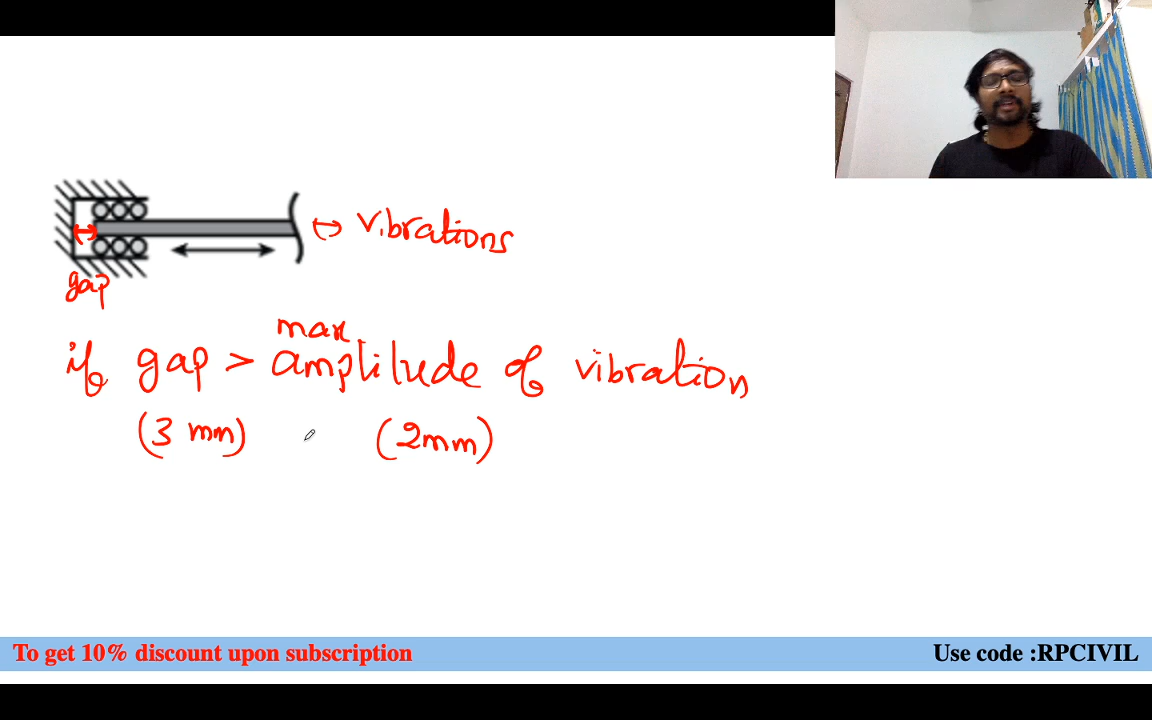 ↔ vibrations
gap
max
if gap > amplitude of vibration
(3 mm) (2mm)
To get 10% discount upon subscription
Use code :RPCIVIL